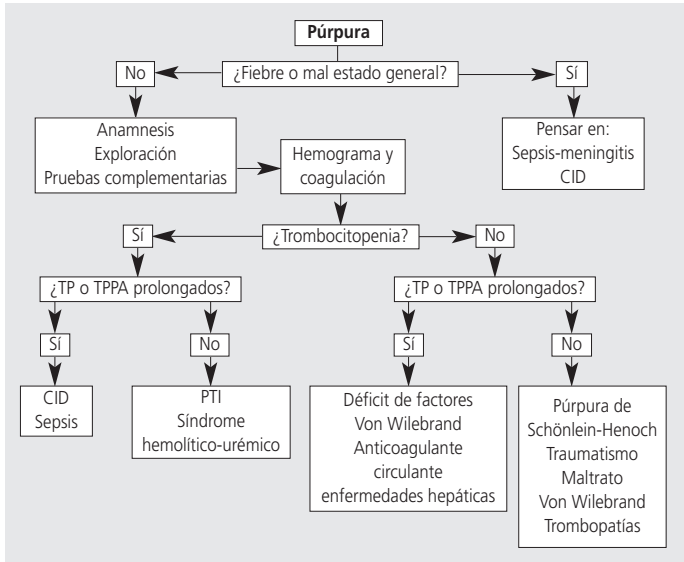 Púrpura
No
¿Fiebre o mal estado general?
Sí
Anamnesis
Exploración
Pruebas complementarias
Hemograma y
coagulación
Pensar en:
Sepsis-meningitis
CID
Sí
¿Trombocitopenia?
No
¿TP o TPPA prolongados?
¿TP o TPPA prolongados?
Sí
No
Sí
No
CID
Sepsis
PTI
Síndrome
hemolítico-urémico
Déficit de factores
Von Wilebrand
Anticoagulante
circulante
enfermedades hepáticas
Púrpura de
Schönlein-Henoch
Traumatismo
Maltrato
Von Wilebrand
Trombopatías